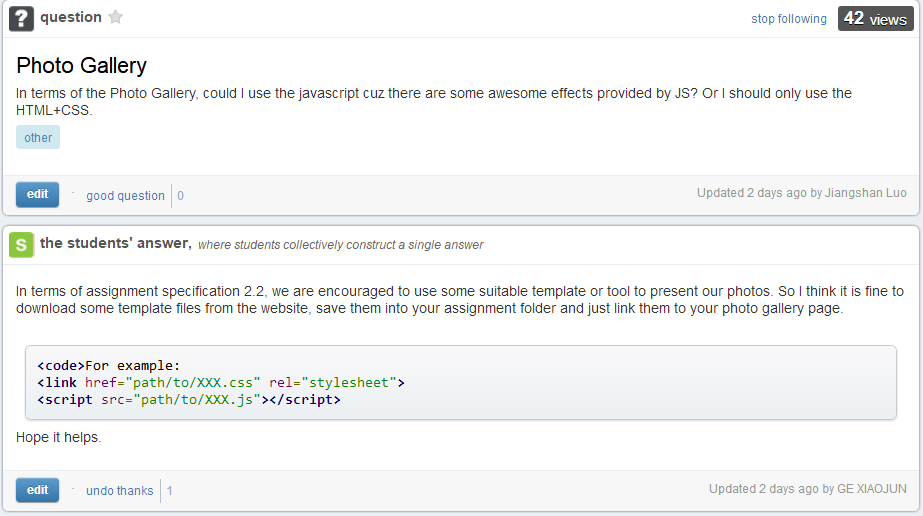 ? question
stop following
42 views
Photo Gallery
In terms of the Photo Gallery, could I use the javascript cuz there are some awesome effects provided by JS? Or I should only use the
HTML+CSS.
other
edit · good question 0
Updated 2 days ago by Jiangshan Luo
S the students' answer, where students collectively construct a single answer
In terms of assignment specification 2.2, we are encouraged to use some suitable template or tool to present our photos. So I think it is fine to
download some template files from the website, save them into your assignment folder and just link them to your photo gallery page.
<code>For example:
<link href="path/to/XXX.css" rel="stylesheet">
<script src="path/to/XXX.js"></script>
Hope it helps.
edit · undo thanks 1
Updated 2 days ago by GE XIAOJUN